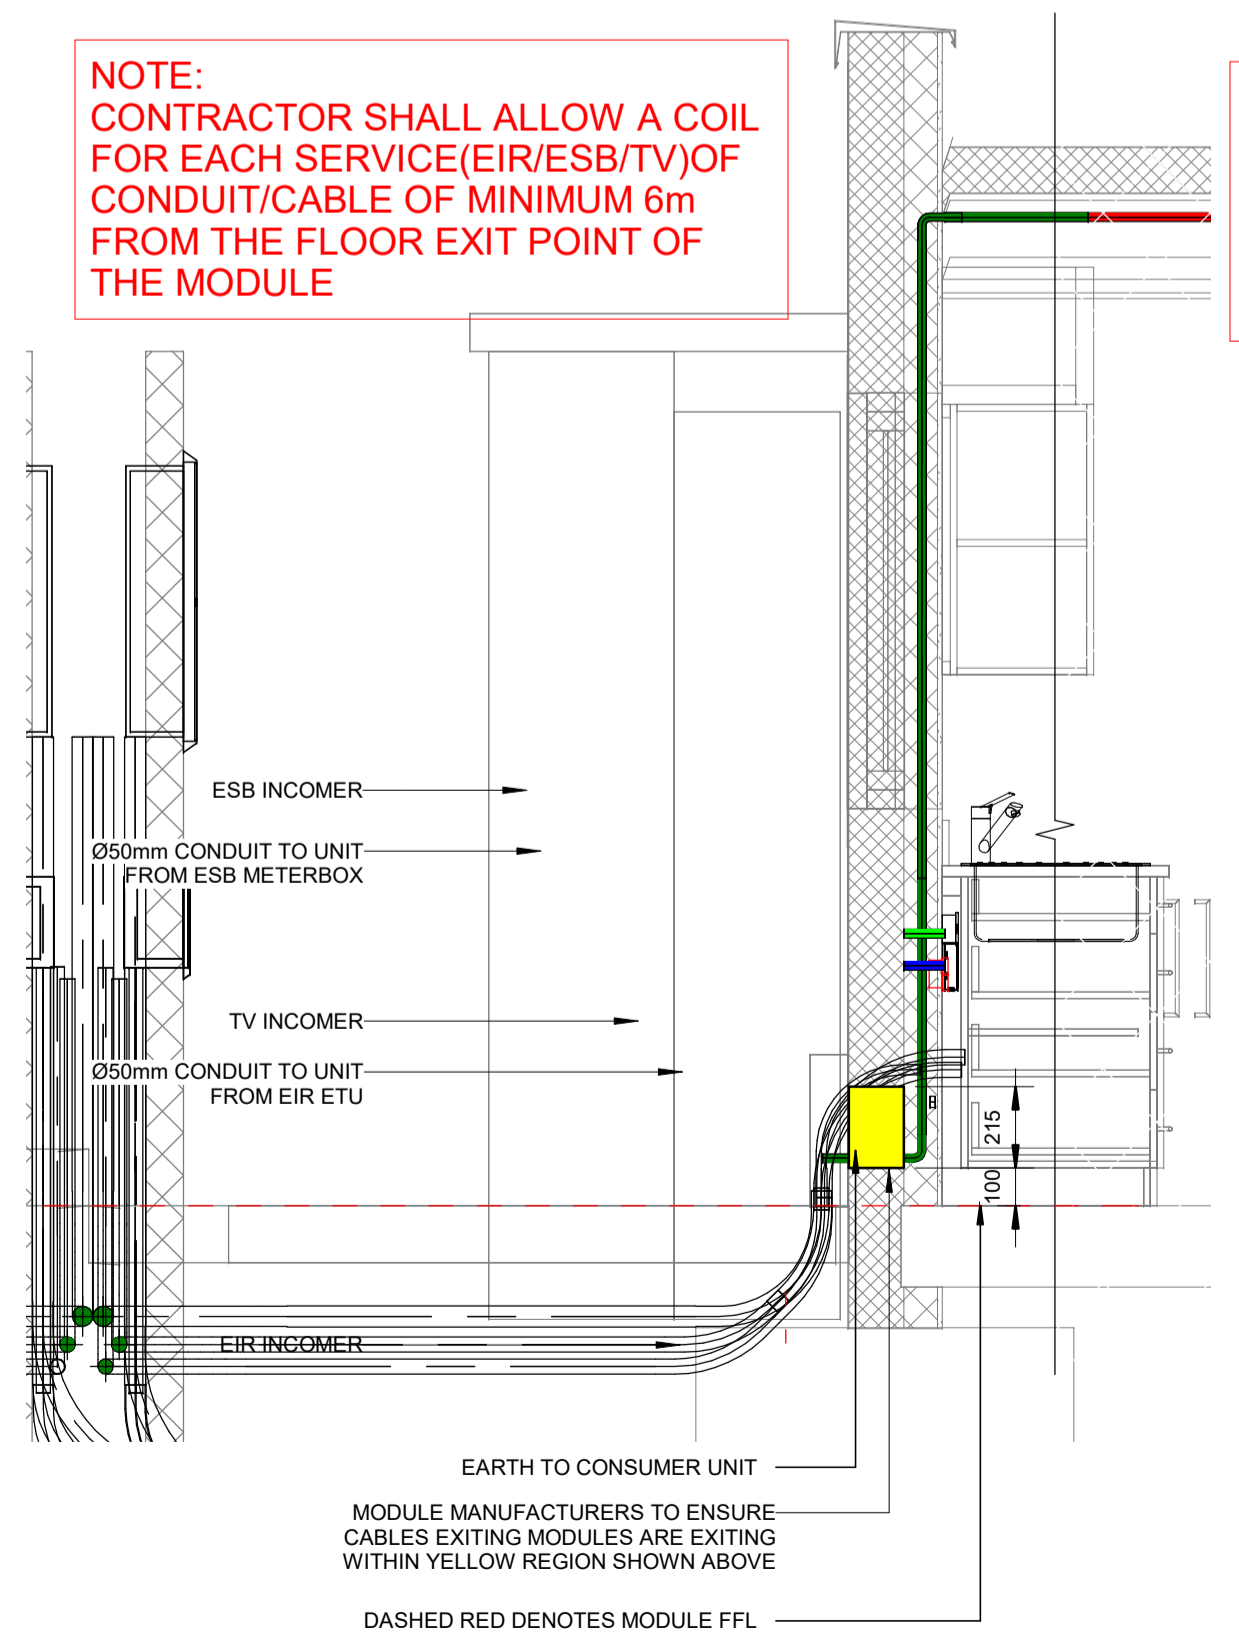 NOTE:
CONTRACTOR SHALL ALLOW A COIL
FOR EACH SERVICE(EIR/ESB/TV)OF
CONDUIT/CABLE OF MINIMUM 6m
FROM THE FLOOR EXIT POINT OF
THE MODULE
ESB INCOMER
Ø50mm CONDUIT TO UNIT
FROM ESB METERBOX
TV INCOMER
Ø50mm CONDUIT TO UNIT
FROM EIR ETU
215
100
EIR INCOMER
EARTH TO CONSUMER UNIT
MODULE MANUFACTURERS TO ENSURE
CABLES EXITING MODULES ARE EXITING
WITHIN YELLOW REGION SHOWN ABOVE
DASHED RED DENOTES MODULE FFL